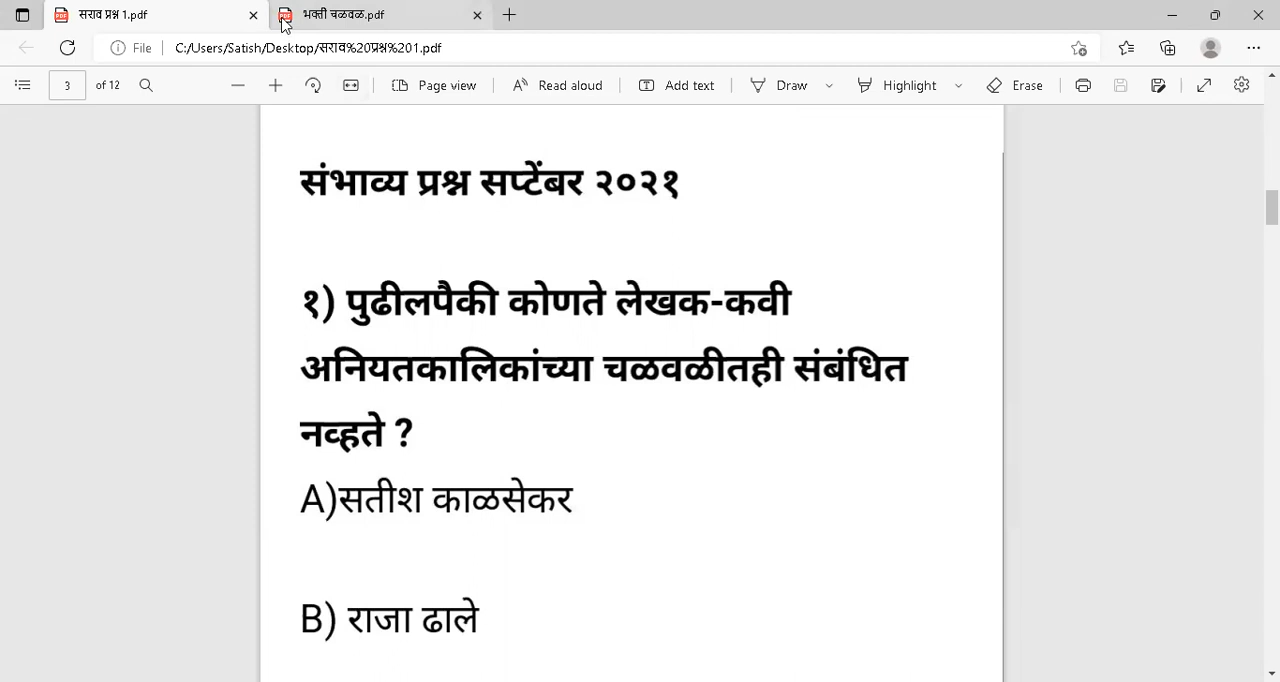 सराव प्रश्न 1.pdf
भक्ती चळवळ.pdf
File
C:/Users/Satish/Desktop/सराव%20प्रश्न%201.pdf
3 of 12
Page view
Read aloud
Add text
Draw
Highlight
Erase
संभाव्य प्रश्न सप्टेंबर २०२१
१) पुढीलपैकी कोणते लेखक-कवी
अनियतकालिकांच्या चळवळीतही संबंधित
नव्हते ?
A)सतीश काळसेकर
B) राजा ढाले